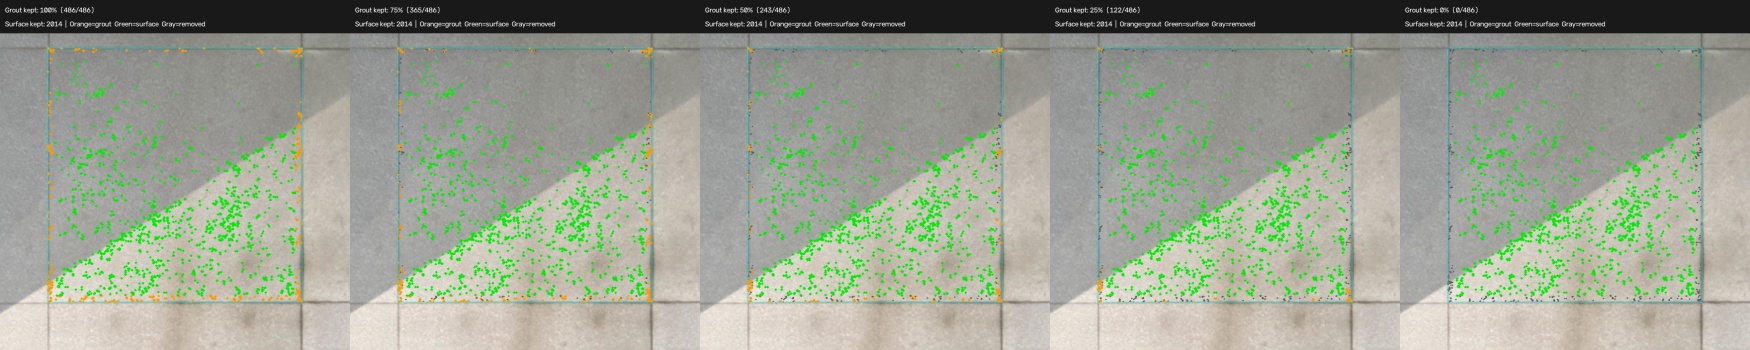 Grout kept: 100% (486/486)
Surface kept: 2014 | Orange=grout Green=surface Gray=removed
Grout kept: 75% (365/486)
Surface kept: 2014 | Orange=grout Green=surface Gray=removed
Grout kept: 50% (243/486)
Surface kept: 2014 | Orange=grout Green=surface Gray=removed
Grout kept: 25% (122/486)
Surface kept: 2014 | Orange=grout Green=surface Gray=removed
Grout kept: 0% (0/486)
Surface kept: 2014 | Orange=grout Green=surface Gray=removed